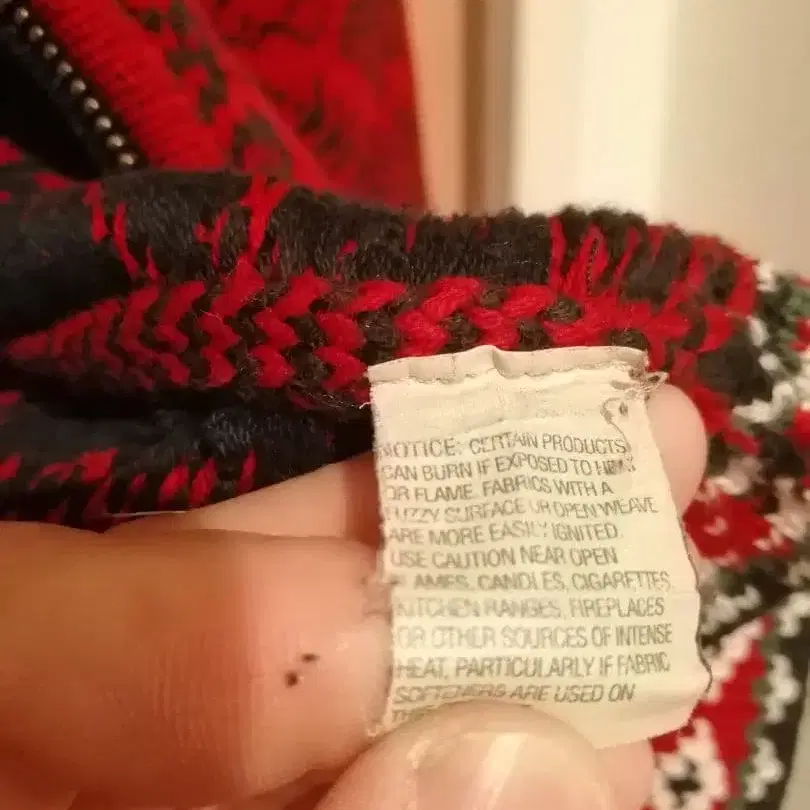 NOTICE: CERTAIN PRODUCTS
CAN BURN IF EXPOSED TO HEAT
OR FLAME. FABRICS WITH A
FUZZY SURFACE OR OPEN WEAVE
ARE MORE EASILY IGNITED.
USE CAUTION NEAR OPEN
FLAMES, CANDLES, CIGARETTES,
KITCHEN RANGES, FIREPLACES
OR OTHER SOURCES OF INTENSE
HEAT, PARTICULARLY IF FABRIC
SOFTENERS ARE USED ON